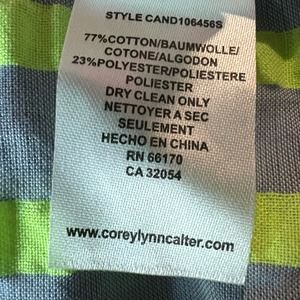 STYLE CAND106456S
77%COTTON/BAUMWOLLE/
COTONE/ALGODON
23%POLYESTER/POLIESTERE
POLIESTER
DRY CLEAN ONLY
NETTOYER A SEC
SEULEMENT
HECHO EN CHINA
RN 66170
CA 32054
www.coreylynncalter.com